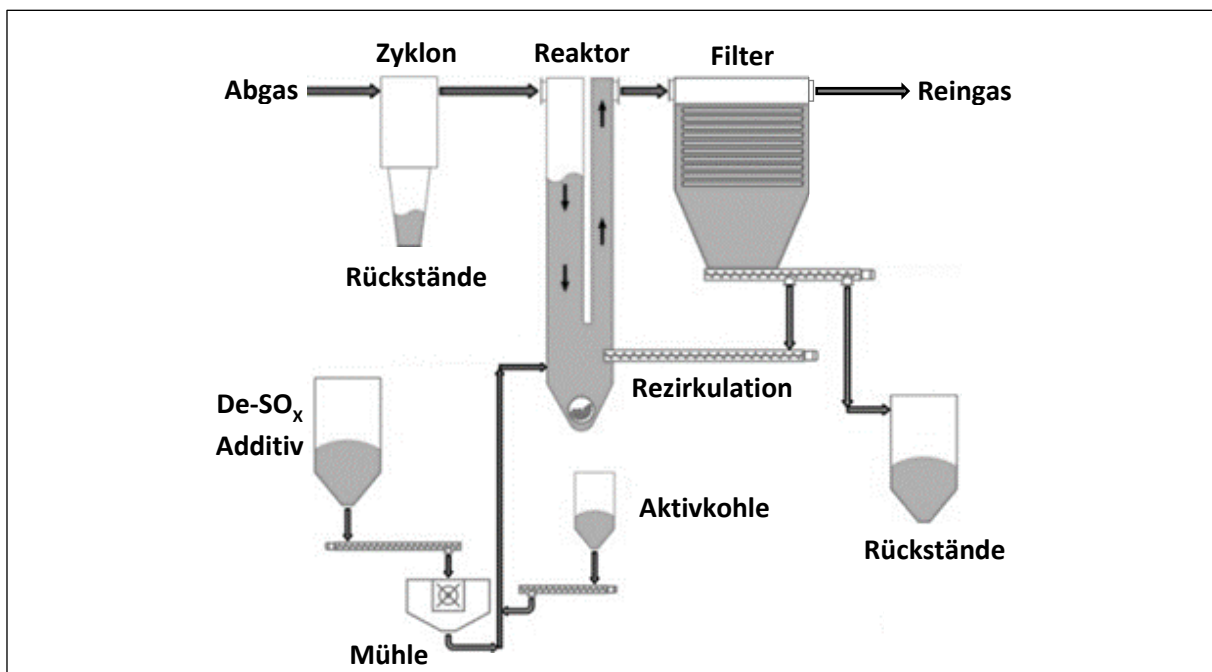 Zyklon
Reaktor
Filter
Abgas
Reingas
Rückstände
Rezirkulation
De-SOₓ
Additiv
Aktivkohle
Rückstände
Mühle